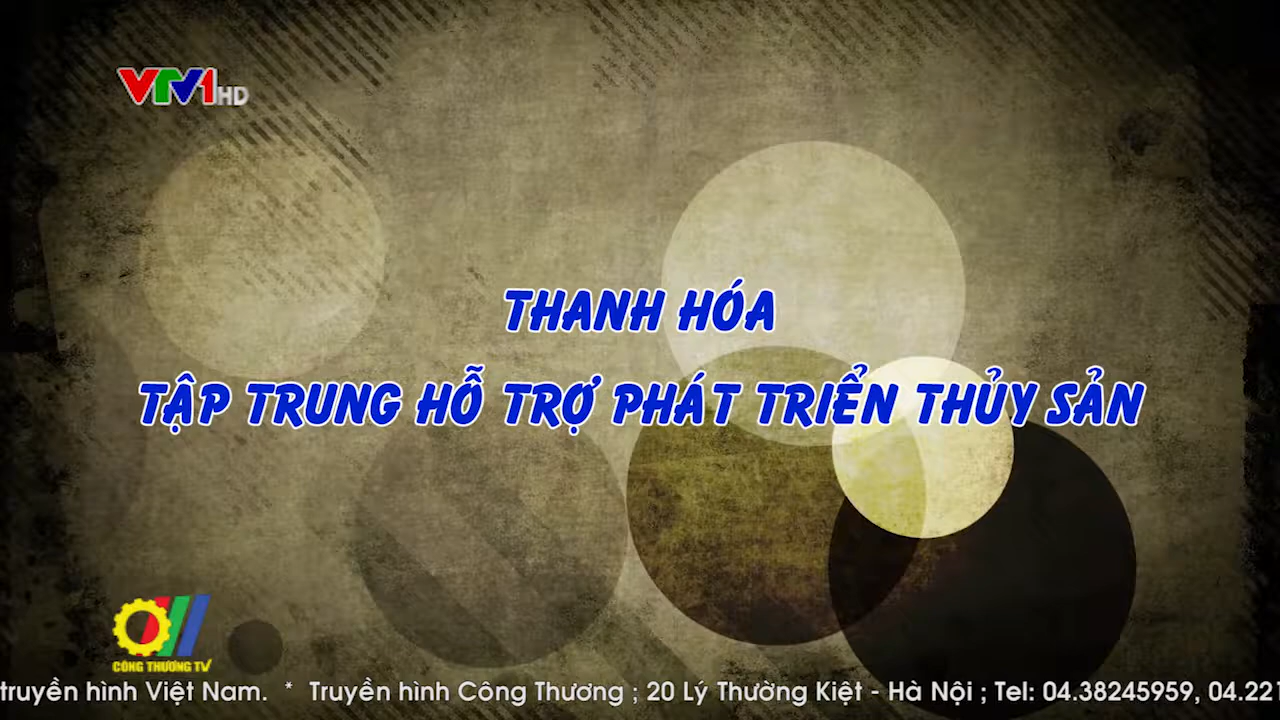 VTV1HD
THANH HÓA
TẬP TRUNG HỖ TRỢ PHÁT TRIỂN THỦY SẢN
CÔNG THƯƠNG TV
truyền hình Việt Nam. * Truyền hình Công Thương ; 20 Lý Thường Kiệt - Hà Nội ; Tel: 04.38245959, 04.221